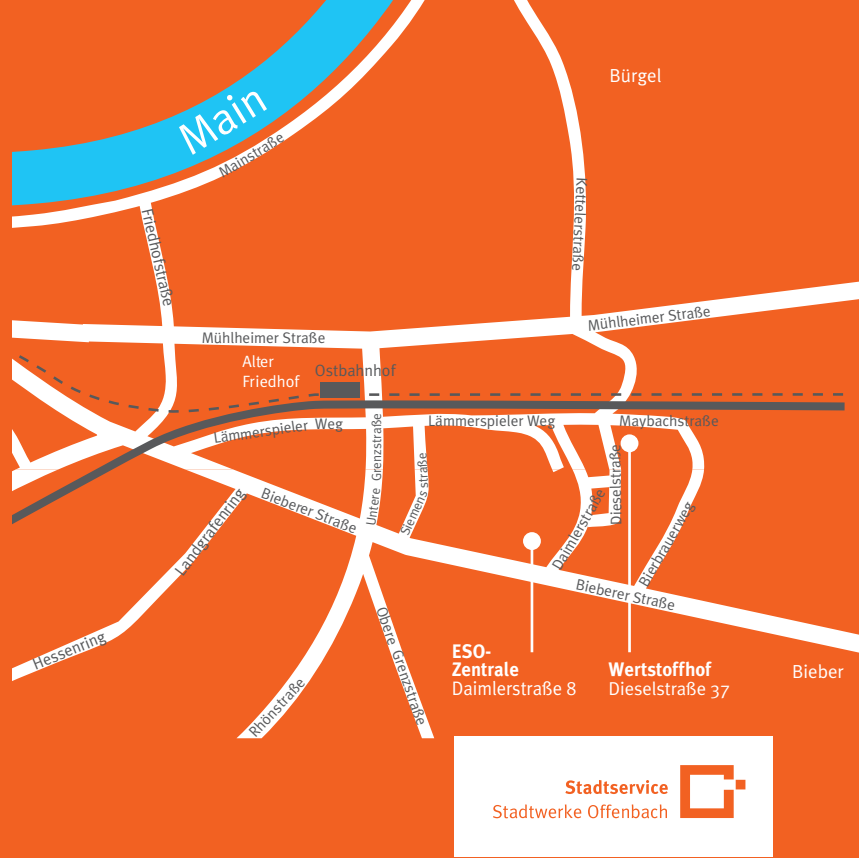 Bürgel
Main
Mainstraße
Kettelerstraße
Friedhofstraße
Mühlheimer Straße
Mühlheimer Straße
Alter
Friedhof
Ostbahnhof
Lämmerspieler Weg
Lämmerspieler Weg
Maybachstraße
Untere Grenzstraße
Siemens straße
Dieselstraße
Daimlerstraße
Bierbrauerweg
Landgrafenring
Bieberer Straße
Bieberer Straße
Hessenring
Obere Grenzstraße
Rhönstraße
ESO-
Zentrale
Daimlerstraße 8
Wertstoffhof
Dieselstraße 37
Bieber
Stadtservice
Stadtwerke Offenbach